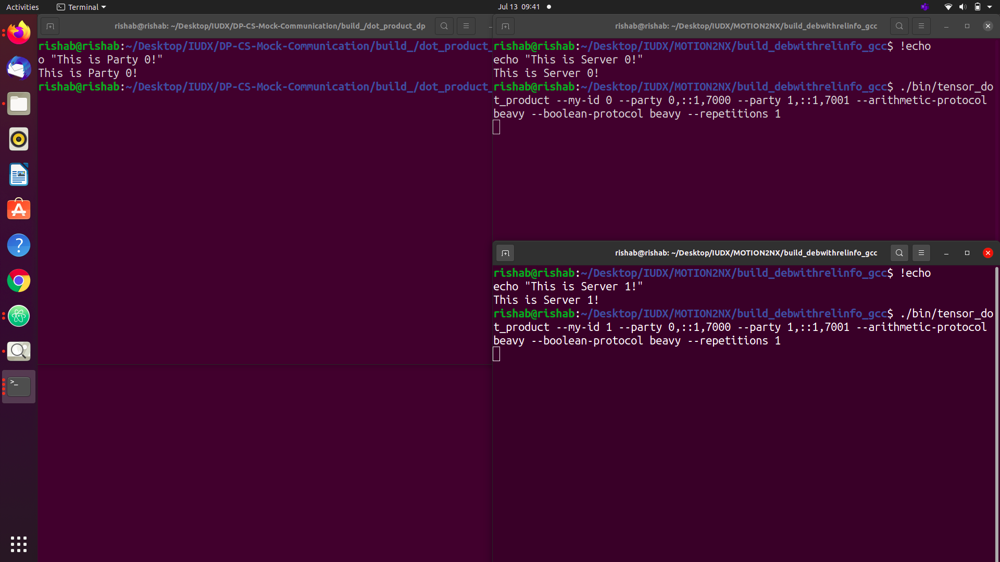 Activities
Terminal
Jul 13 09:41
rishab@rishab: ~/Desktop/IUDX/DP-CS-Mock-Communication/build_/dot_product_dp
rishab@rishab:~/Desktop/IUDX/DP-CS-Mock-Communication/build_/dot_product_
o "This is Party 0!"
This is Party 0!
rishab@rishab:~/Desktop/IUDX/DP-CS-Mock-Communication/build_/dot_product_
rishab@rishab: ~/Desktop/IUDX/MOTION2NX/build_debwithrelinfo_gcc
rishab@rishab:~/Desktop/IUDX/MOTION2NX/build_debwithrelinfo_gcc$ !echo
echo "This is Server 0!"
This is Server 0!
rishab@rishab:~/Desktop/IUDX/MOTION2NX/build_debwithrelinfo_gcc$ ./bin/tensor_do
t_product --my-id 0 --party 0,::1,7000 --party 1,::1,7001 --arithmetic-protocol
beavy --boolean-protocol beavy --repetitions 1
rishab@rishab: ~/Desktop/IUDX/MOTION2NX/build_debwithrelinfo_gcc
rishab@rishab:~/Desktop/IUDX/MOTION2NX/build_debwithrelinfo_gcc$ !echo
echo "This is Server 1!"
This is Server 1!
rishab@rishab:~/Desktop/IUDX/MOTION2NX/build_debwithrelinfo_gcc$ ./bin/tensor_do
t_product --my-id 1 --party 0,::1,7000 --party 1,::1,7001 --arithmetic-protocol
beavy --boolean-protocol beavy --repetitions 1